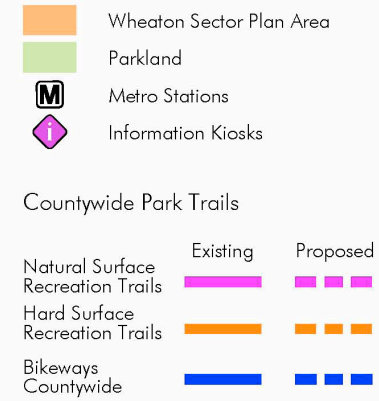 Wheaton Sector Plan Area
Parkland
M Metro Stations
i Information Kiosks
Countywide Park Trails
Existing Proposed
Natural Surface
Recreation Trails
Hard Surface
Recreation Trails
Bikeways
Countywide